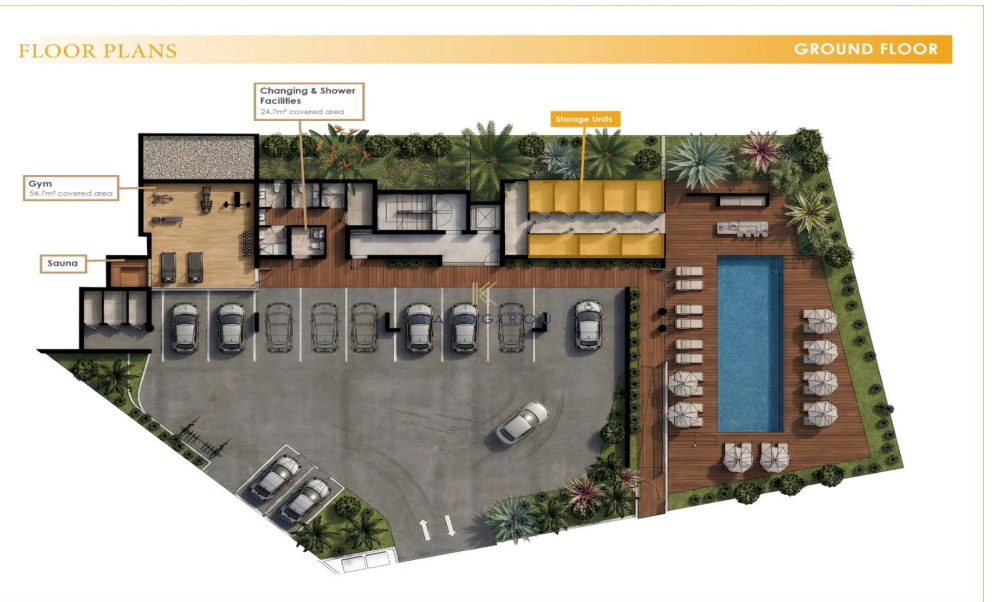 FLOOR PLANS
GROUND FLOOR
Changing & Shower
Facilities
24.7m² covered area
Storage Units
Gym
54.7m² covered area
Sauna
KALOGIROU